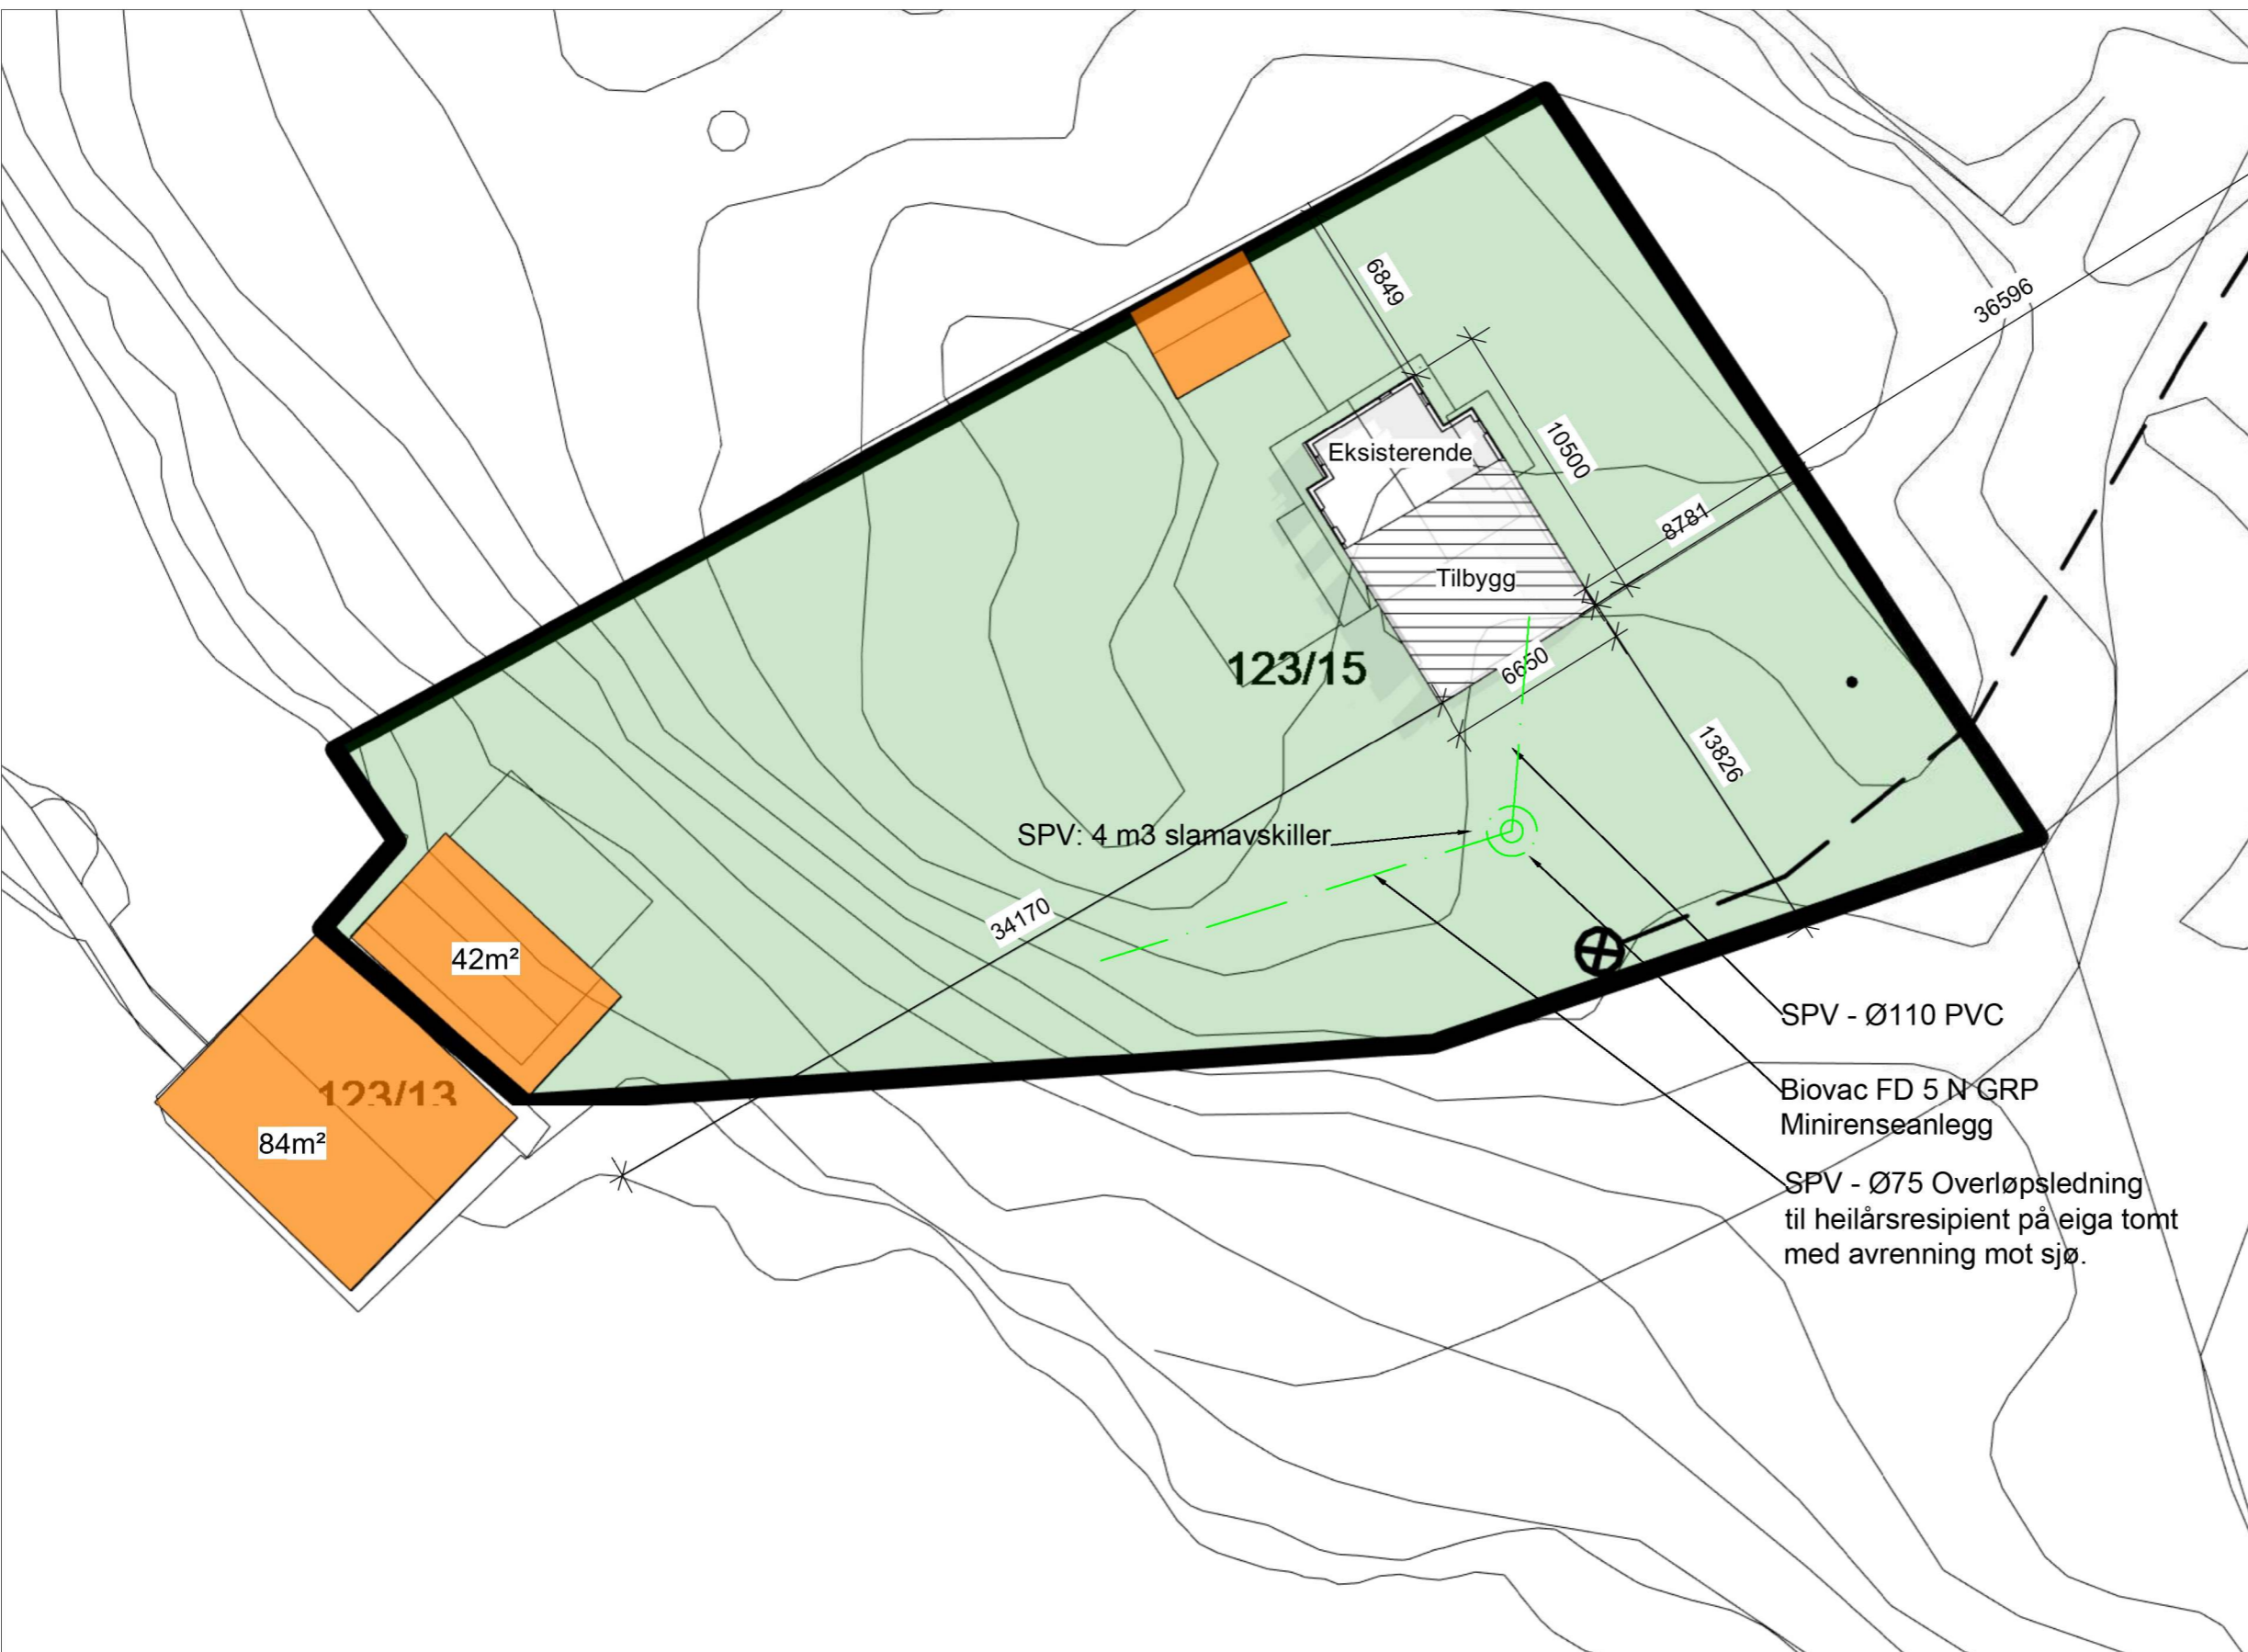 6849
36596
Eksisterende
10500
8781
Tilbygg
123/15
6650
13826
SPV: 4 m3 slamavskiller
34170
42m²
SPV - Ø110 PVC
123/13
84m²
Biovac FD 5 N GRP
Minirenseanlegg
SPV - Ø75 Overløpsledning
til heilårsresipient på eiga tomt
med avrenning mot sjø.